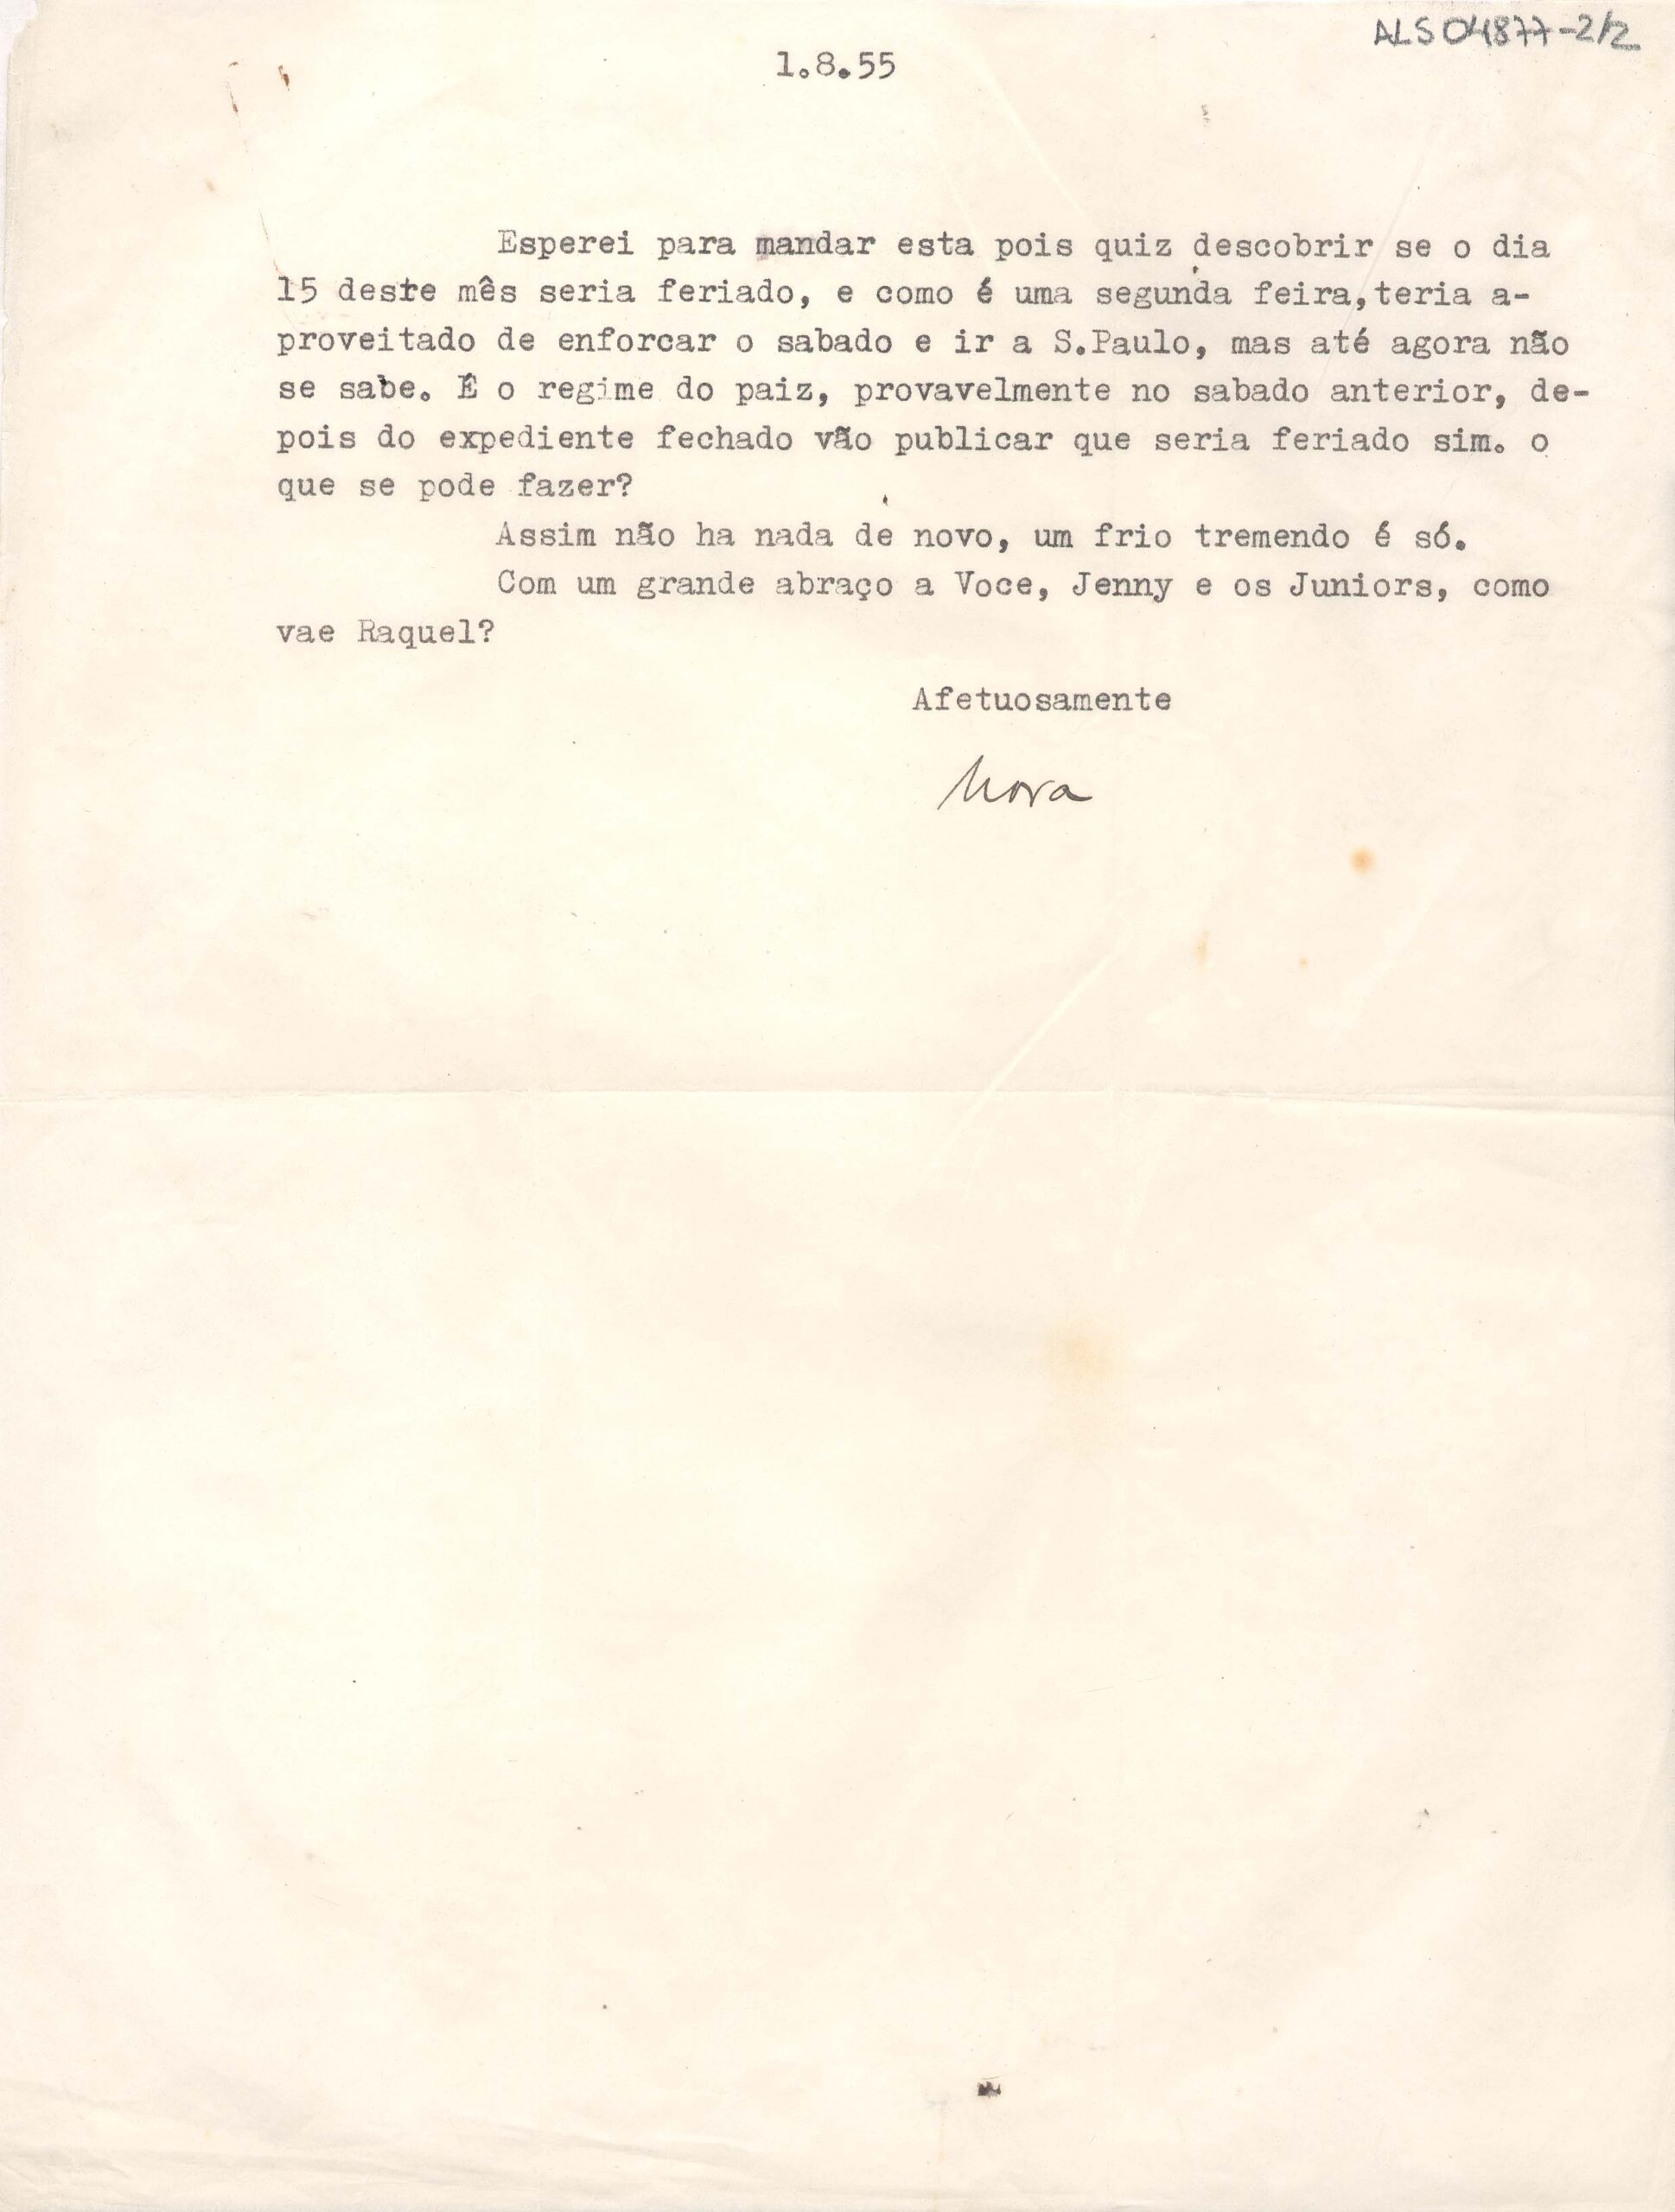 ALS 04877-2/2
1.8.55
Esperei para mandar esta pois quiz descobrir se o dia
15 deste mês seria feriado, e como é uma segunda feira,teria a-
proveitado de enforcar o sabado e ir a S.Paulo, mas até agora não
se sabe. É o regime do paiz, provavelmente no sabado anterior, de-
pois do expediente fechado vão publicar que seria feriado sim. o
que se pode fazer?
Assim não ha nada de novo, um frio tremendo é só.
Com um grande abraço a Voce, Jenny e os Juniors, como
vae Raquel?
Afetuosamente
Nora